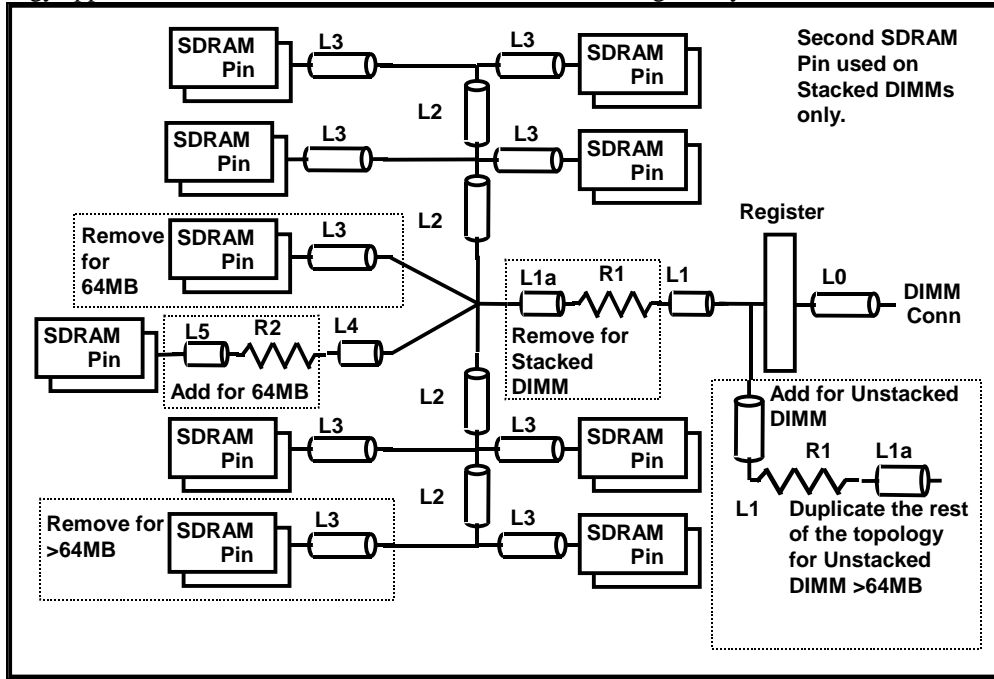 SDRAM
Pin
L3
L3
SDRAM
Pin
Second SDRAM
Pin used on
Stacked DIMMs
only.
L2
SDRAM
Pin
L3
L3
SDRAM
Pin
L2
Register
Remove
for
64MB
SDRAM
Pin
L3
L1a
R1
L1
L0
DIMM
Conn
Remove for
Stacked
DIMM
SDRAM
Pin
L5
R2
L4
Add for 64MB
L2
Add for Unstacked
DIMM
SDRAM
Pin
L3
L3
SDRAM
Pin
R1
L1a
L2
L1
Duplicate the rest
of the topology
for Unstacked
DIMM >64MB
Remove for
>64MB
SDRAM
Pin
L3
L3
SDRAM
Pin